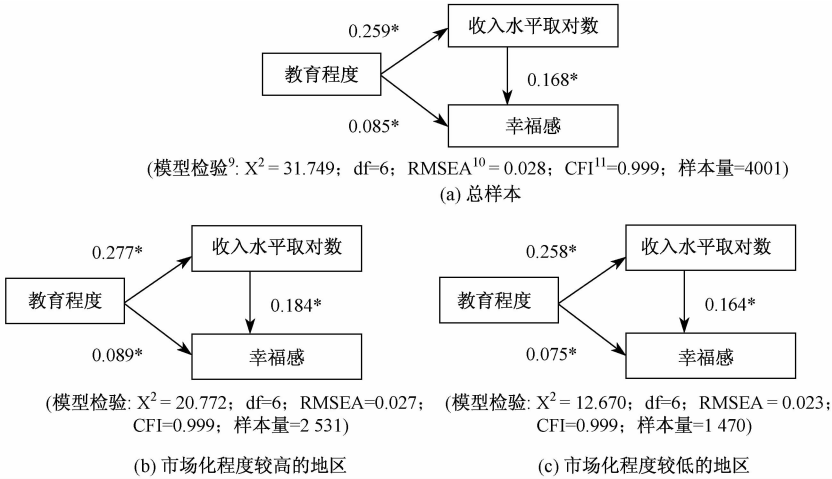 收入水平取对数
0.259*
教育程度
0.168*
0.085*
幸福感
(模型检验9: X2 = 31.749；df=6；RMSEA10 = 0.028；CFI11=0.999；样本量=4001)
(a) 总样本
收入水平取对数
0.277*
教育程度
0.184*
0.089*
幸福感
(模型检验: X2 = 20.772；df=6；RMSEA=0.027；
CFI=0.999；样本量=2 531)
(b) 市场化程度较高的地区
收入水平取对数
0.258*
教育程度
0.164*
0.075*
幸福感
(模型检验: X2 = 12.670；df=6；RMSEA = 0.023；
CFI=0.999；样本量=1 470)
(c) 市场化程度较低的地区